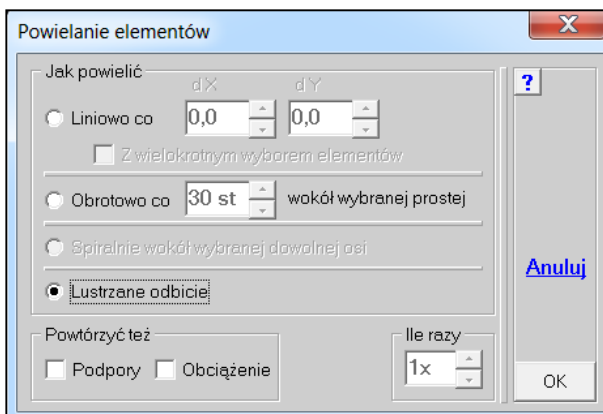 Powielanie elementów
X
Jak powielić
dX dY
Liniowo co 0,0 0,0
Z wielokrotnym wyborem elementów
Obrotowo co 30 st wokół wybranej prostej
Spiralnie wokół wybranej dowolnej osi
Lustrzane odbicie
Powtórzyć też
Podpory Obciążenie
Ile razy
1x
?
Anuluj
OK